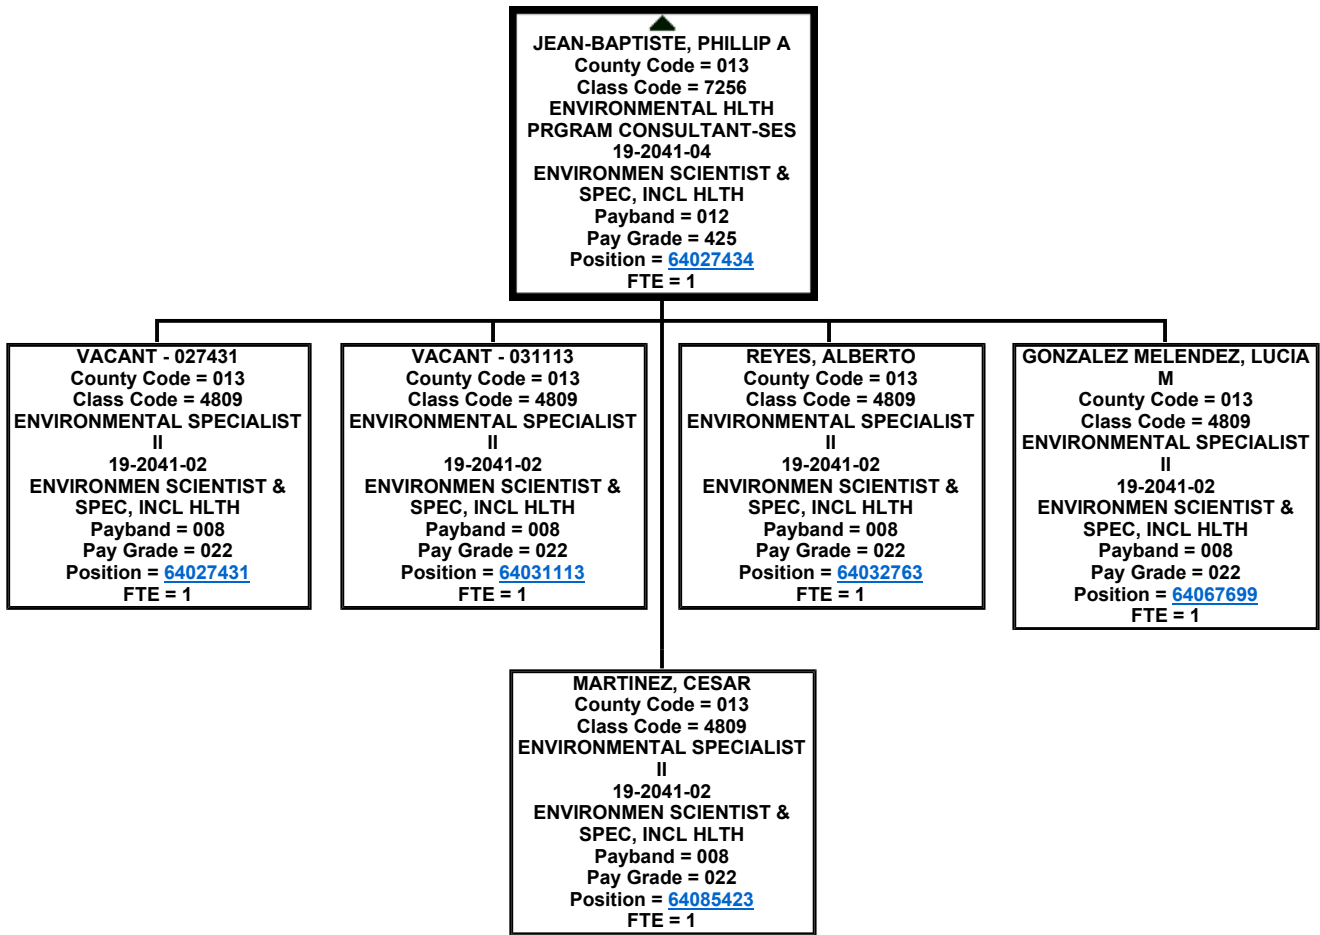 JEAN-BAPTISTE, PHILLIP A
County Code = 013
Class Code = 7256
ENVIRONMENTAL HLTH
PRGRAM CONSULTANT-SES
19-2041-04
ENVIRONMEN SCIENTIST &
SPEC, INCL HLTH
Payband = 012
Pay Grade = 425
Position = 64027434
FTE = 1
VACANT - 027431
County Code = 013
Class Code = 4809
ENVIRONMENTAL SPECIALIST
II
19-2041-02
ENVIRONMEN SCIENTIST &
SPEC, INCL HLTH
Payband = 008
Pay Grade = 022
Position = 64027431
FTE = 1
VACANT - 031113
County Code = 013
Class Code = 4809
ENVIRONMENTAL SPECIALIST
II
19-2041-02
ENVIRONMEN SCIENTIST &
SPEC, INCL HLTH
Payband = 008
Pay Grade = 022
Position = 64031113
FTE = 1
REYES, ALBERTO
County Code = 013
Class Code = 4809
ENVIRONMENTAL SPECIALIST
II
19-2041-02
ENVIRONMEN SCIENTIST &
SPEC, INCL HLTH
Payband = 008
Pay Grade = 022
Position = 64032763
FTE = 1
GONZALEZ MELENDEZ, LUCIA
M
County Code = 013
Class Code = 4809
ENVIRONMENTAL SPECIALIST
II
19-2041-02
ENVIRONMEN SCIENTIST &
SPEC, INCL HLTH
Payband = 008
Pay Grade = 022
Position = 64067699
FTE = 1
MARTINEZ, CESAR
County Code = 013
Class Code = 4809
ENVIRONMENTAL SPECIALIST
II
19-2041-02
ENVIRONMEN SCIENTIST &
SPEC, INCL HLTH
Payband = 008
Pay Grade = 022
Position = 64085423
FTE = 1